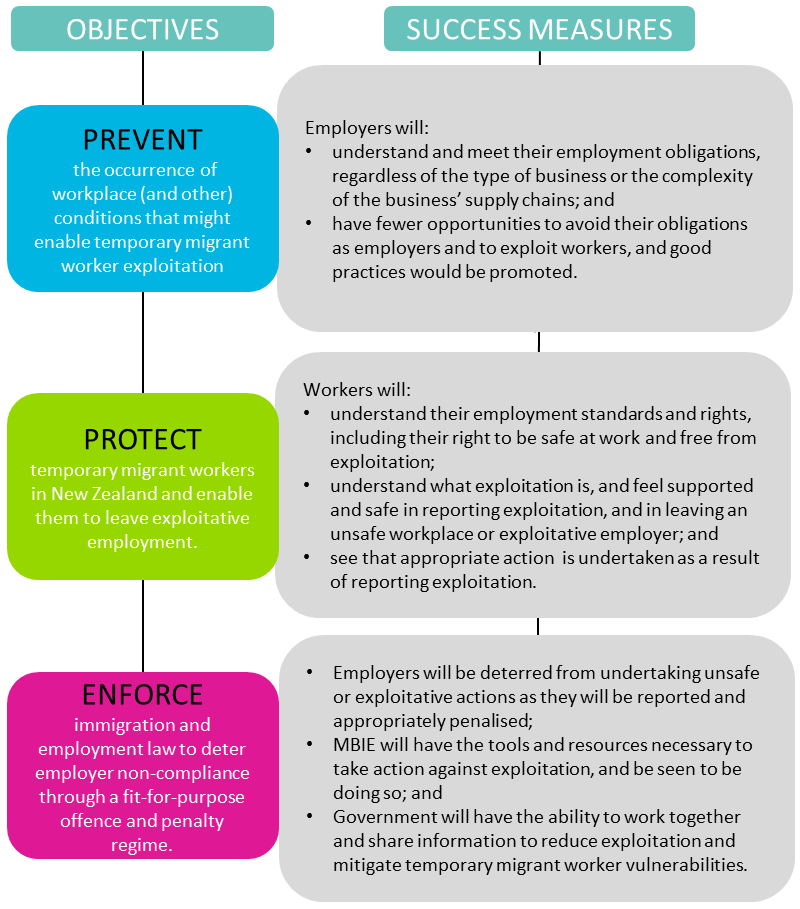 OBJECTIVES
SUCCESS MEASURES
PREVENT
the occurrence of
workplace (and other)
conditions that might
enable temporary migrant
worker exploitation
Employers will:
• understand and meet their employment obligations,
regardless of the type of business or the complexity
of the business’ supply chains; and
• have fewer opportunities to avoid their obligations
as employers and to exploit workers, and good
practices would be promoted.
PROTECT
temporary migrant workers
in New Zealand and enable
them to leave exploitative
employment.
Workers will:
• understand their employment standards and rights,
including their right to be safe at work and free from
exploitation;
• understand what exploitation is, and feel supported
and safe in reporting exploitation, and in leaving an
unsafe workplace or exploitative employer; and
• see that appropriate action is undertaken as a result
of reporting exploitation.
ENFORCE
immigration and
employment law to deter
employer non-compliance
through a fit-for-purpose
offence and penalty
regime.
• Employers will be deterred from undertaking unsafe
or exploitative actions as they will be reported and
appropriately penalised;
• MBIE will have the tools and resources necessary to
take action against exploitation, and be seen to be
doing so; and
• Government will have the ability to work together
and share information to reduce exploitation and
mitigate temporary migrant worker vulnerabilities.